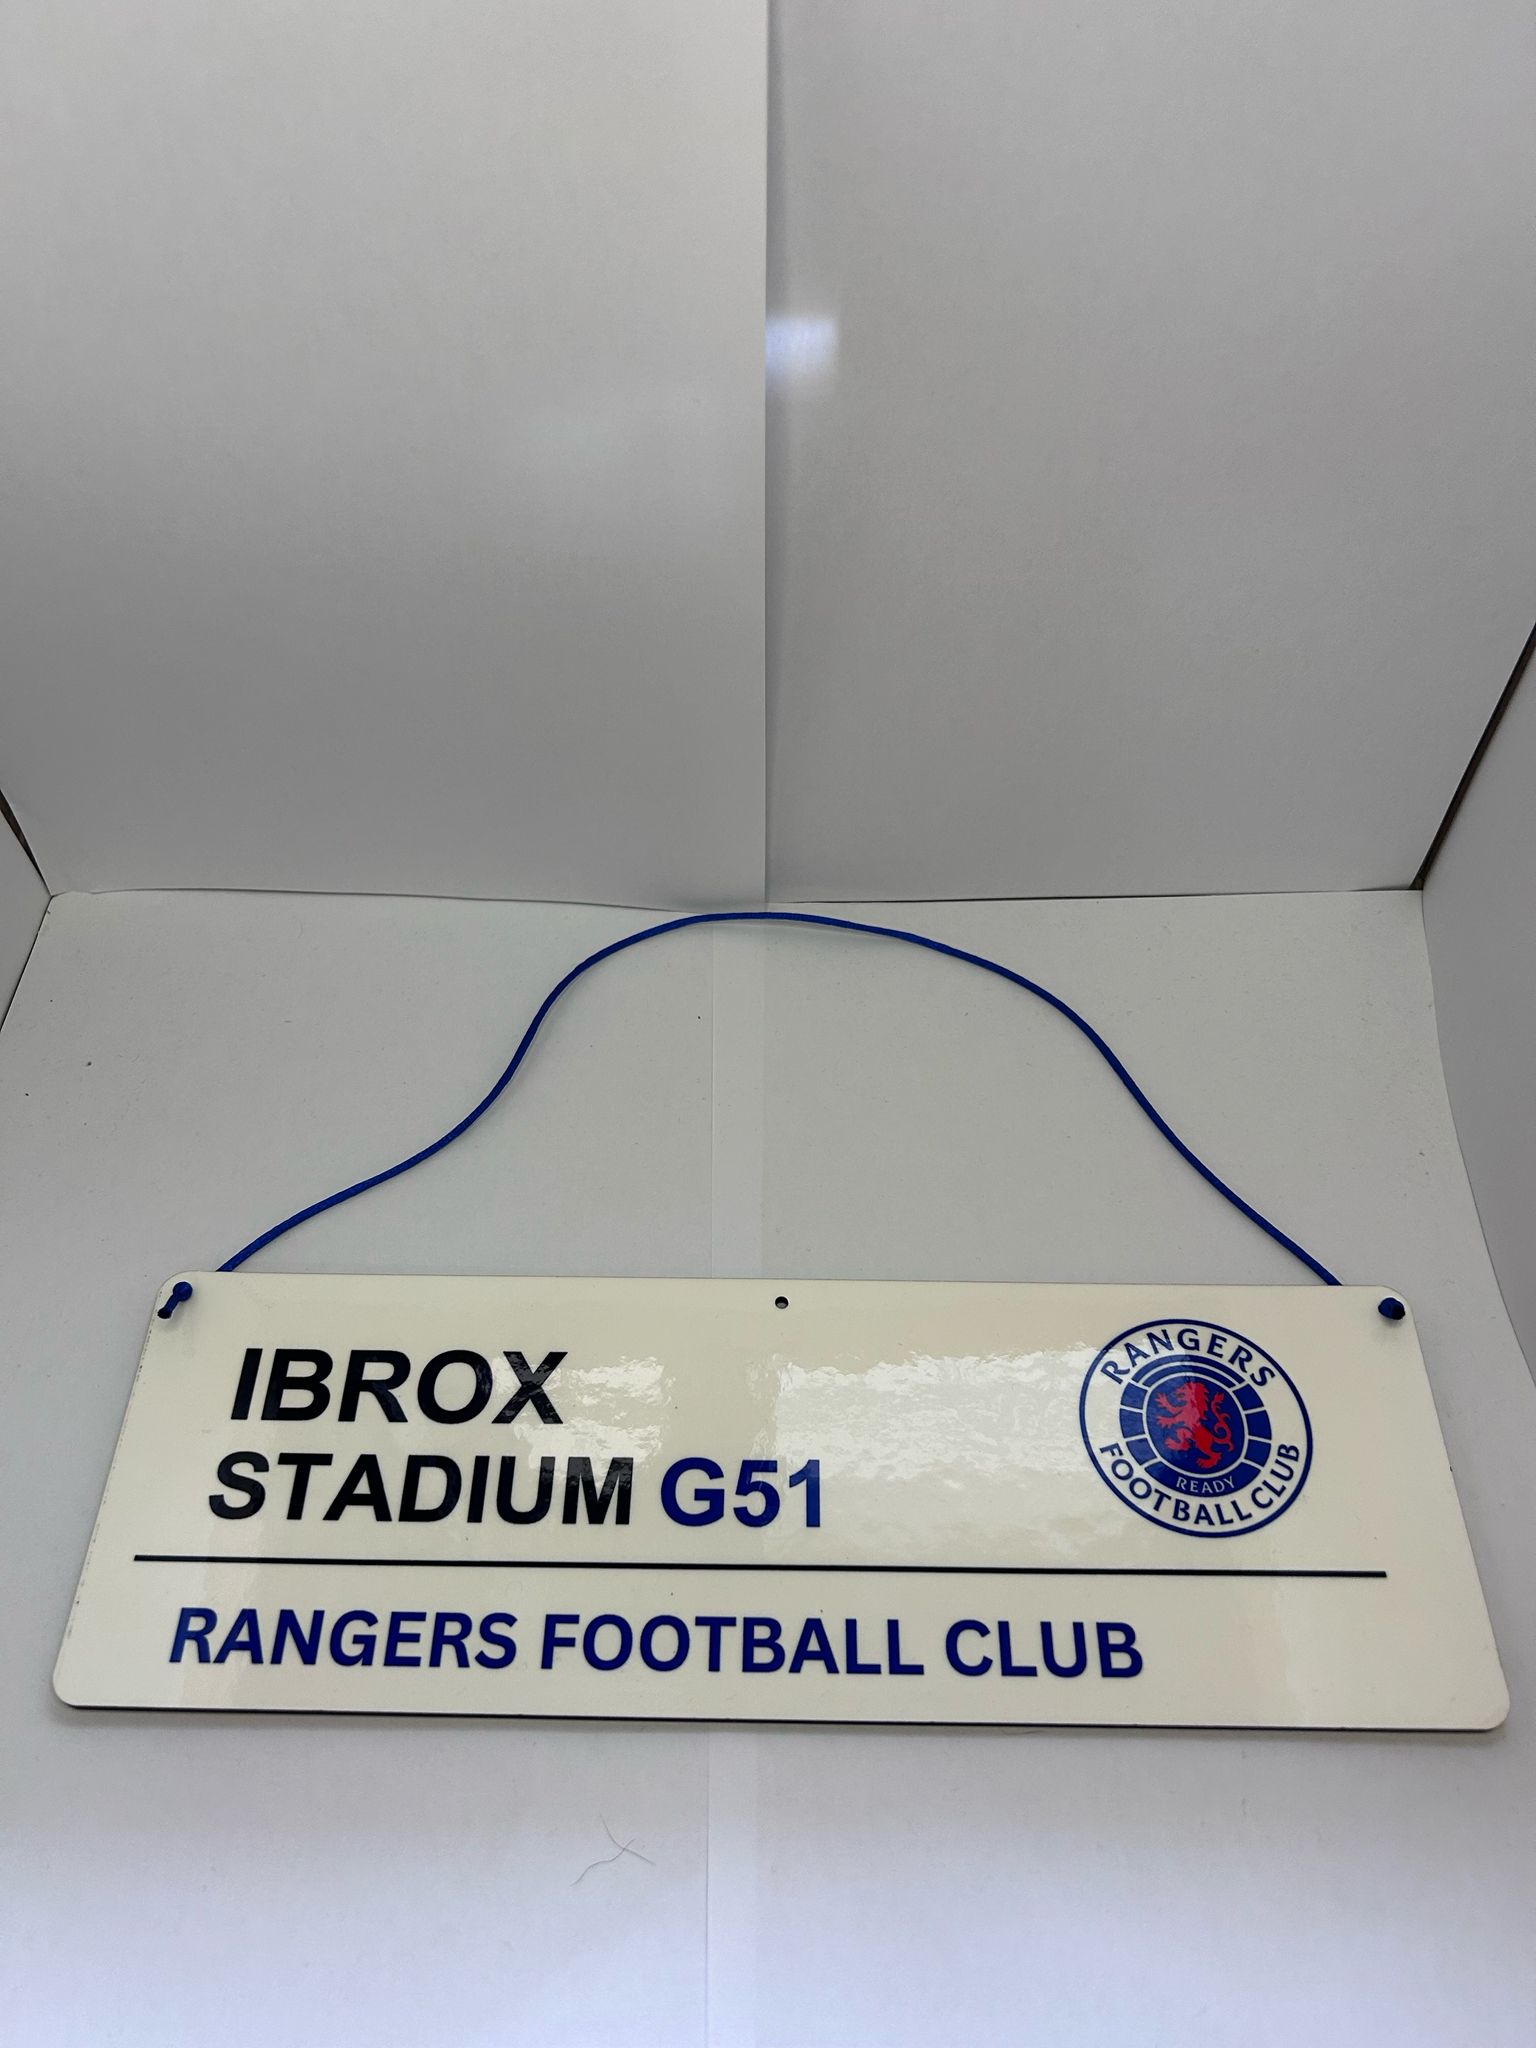 IBROX
STADIUM G51
RANGERS
READY
FOOTBALL CLUB
RANGERS FOOTBALL CLUB